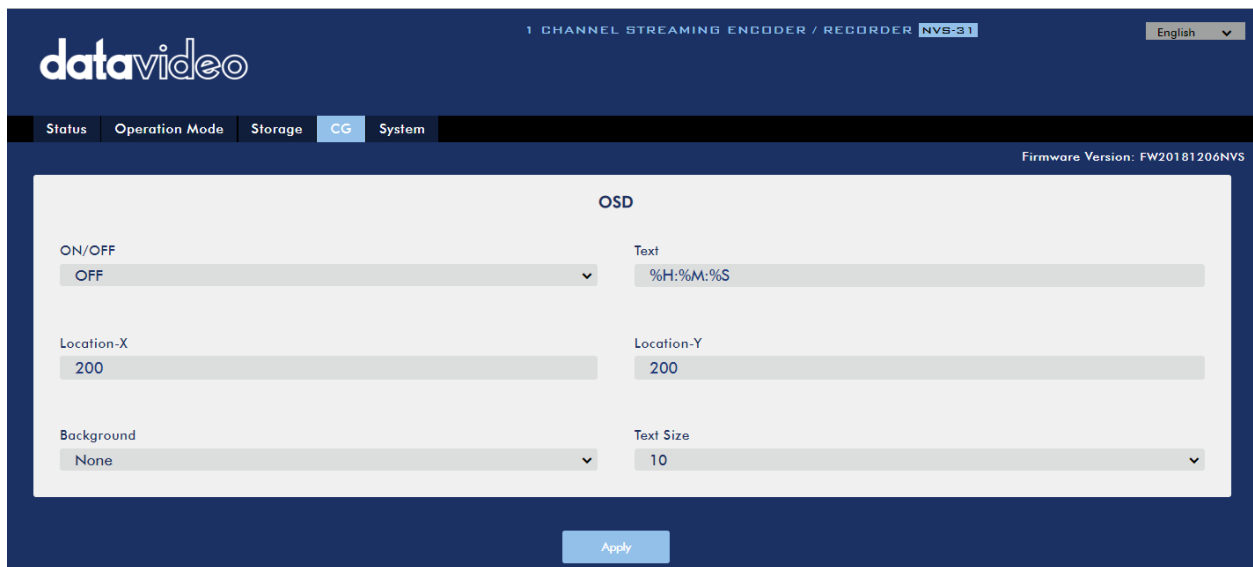 1 CHANNEL STREAMING ENCODER / RECORDER NVS-31
English
datavideo
Status Operation Mode Storage CG System
Firmware Version: FW20181206NVS
OSD
ON/OFF Text
OFF %H:%M:%S
Location-X Location-Y
200 200
Background Text Size
None 10
Apply